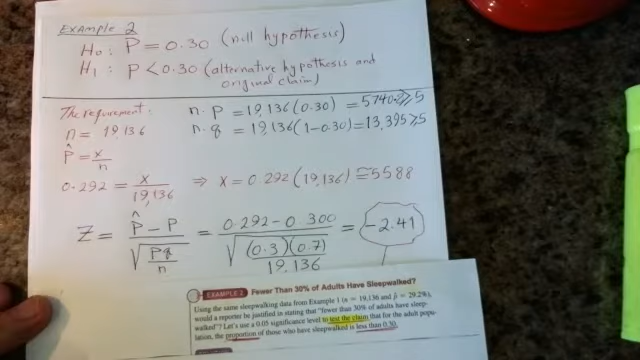 EXAMPLE 2
H₀: P = 0.30 (null hypothesis)
H₁: P < 0.30 (alternative hypothesis and
original claim)
The requirement:
n = 19,136
n·p = 19,136(0.30) = 5740.8 ≥ 5
n·q = 19,136(1-0.30) = 13,395 ≥ 5
p̂ = x/n
0.292 = x/19,136 ⇒ x = 0.292(19,136) ≅ 5588
Z = (p̂ - P)/√(pq/n) = (0.292-0.300)/√((0.3)(0.7)/19,136) = -2.41
EXAMPLE 2 Fewer Than 30% of Adults Have Sleepwalked?
Using the same sleepwalking data from Example 1 (n = 19,136 and p̂ = 29.2%),
would a reporter be justified in stating that "fewer than 30% of adults have sleep-
walked"? Let's use a 0.05 significance level to test the claim that for the adult popu-
lation, the proportion of those who have sleepwalked is less than 0.30.